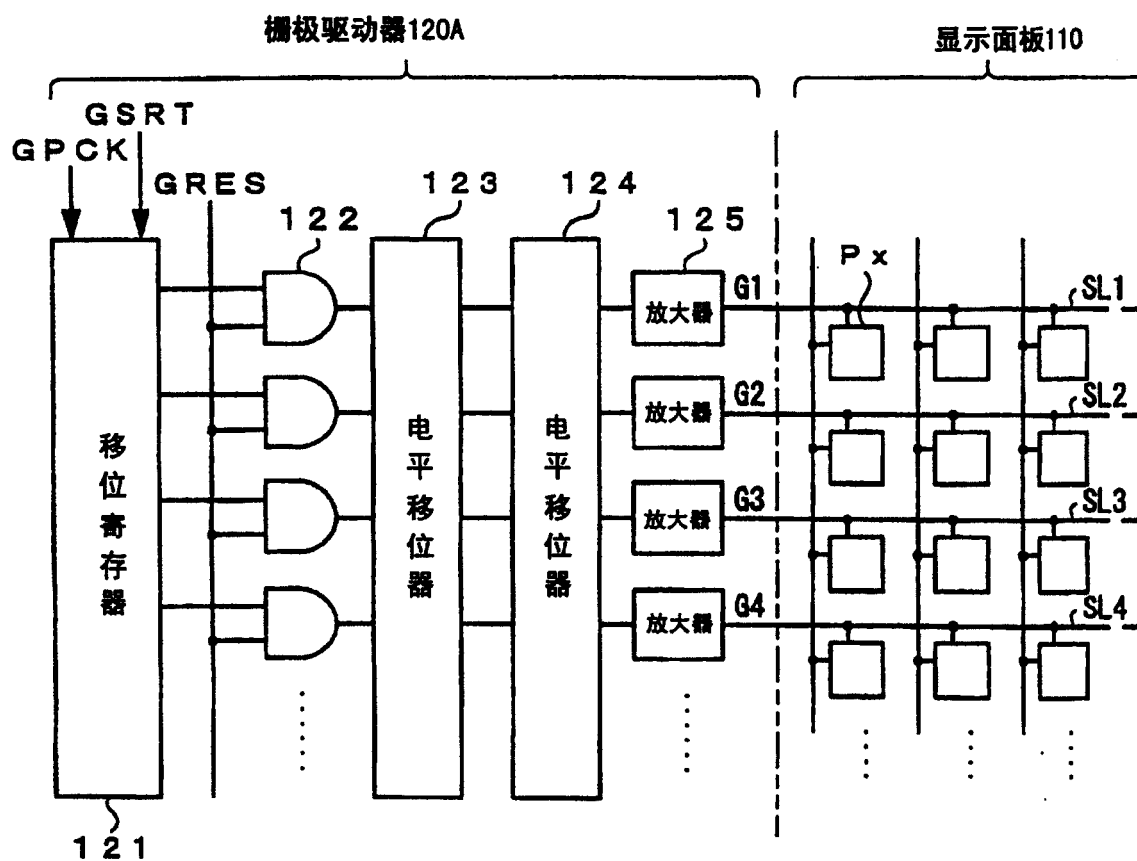 栅极驱动器120A
显示面板110
GSRT
GPCK
GRES
122
123
124
125
Px
移位寄存器
电平移位器
电平移位器
放大器
G1
SL1
放大器
G2
SL2
放大器
G3
SL3
放大器
G4
SL4
121